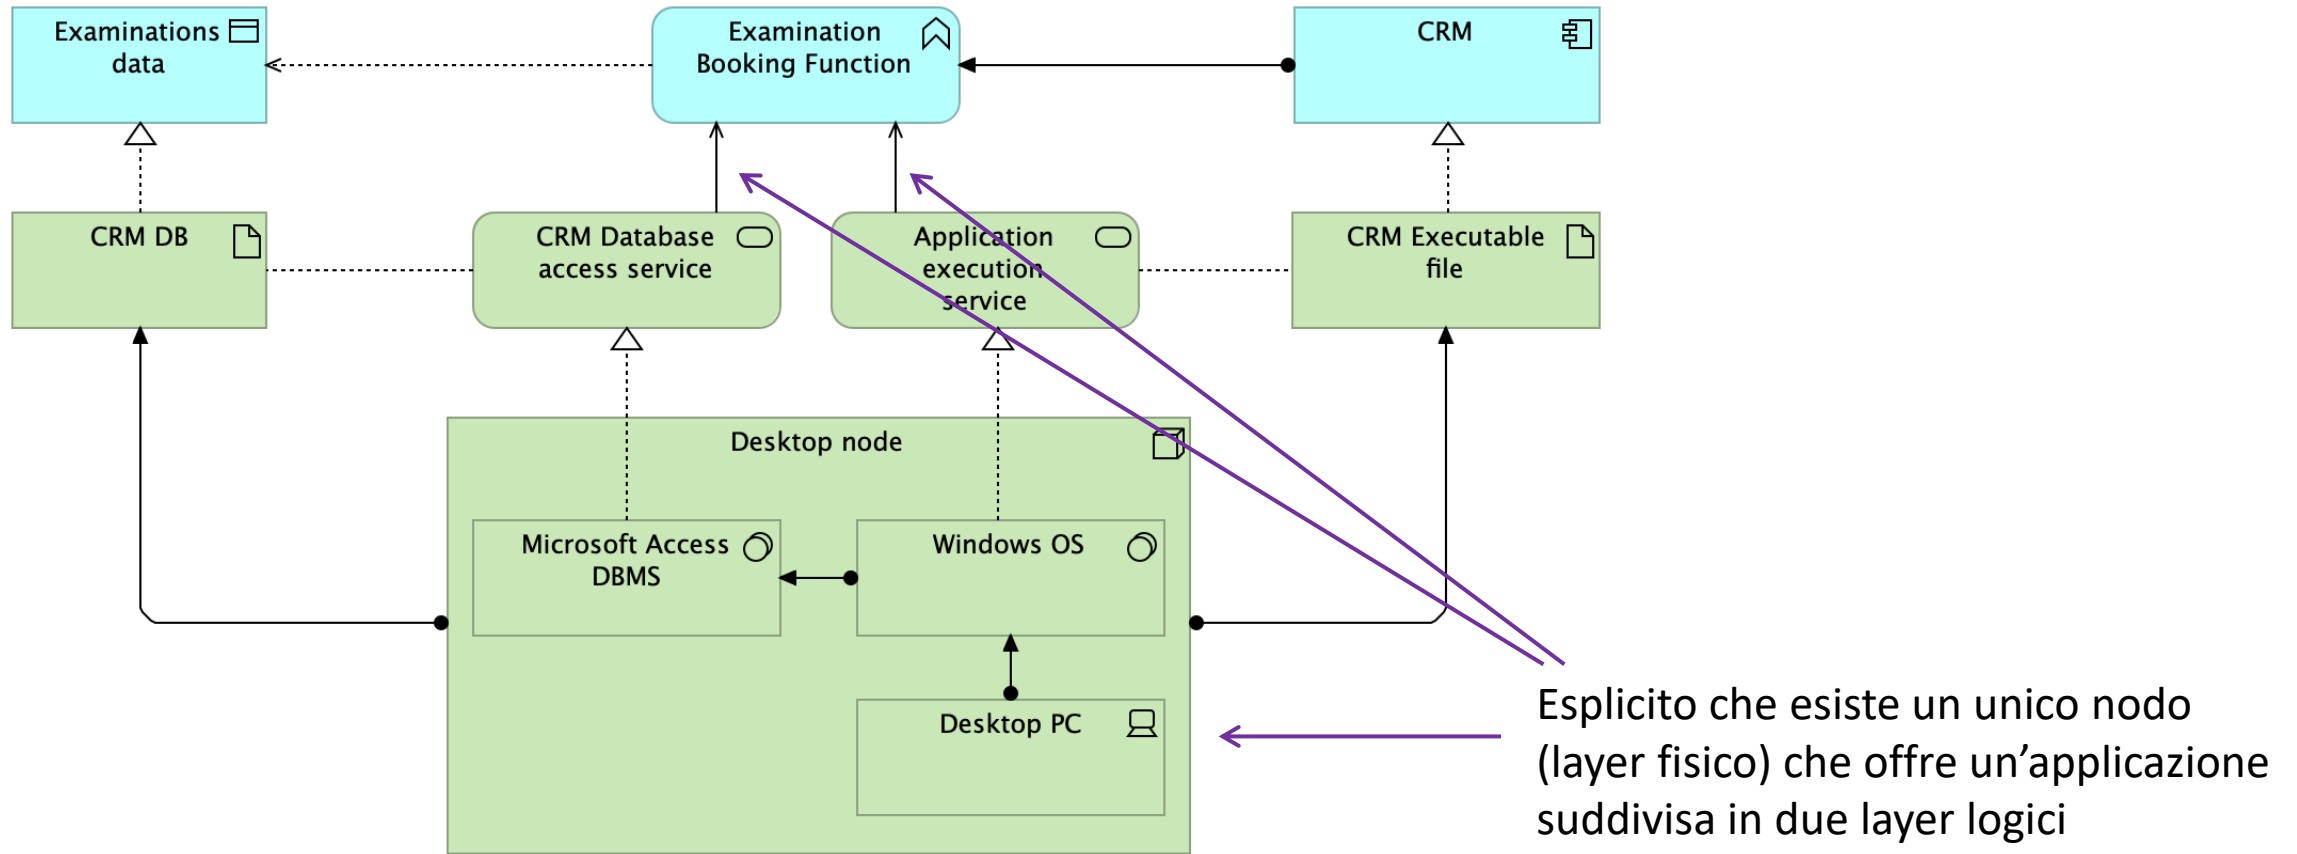 Examinations
data
Examination
Booking Function
CRM
CRM DB
CRM Database
access service
Application
execution
service
CRM Executable
file
Desktop node
Microsoft Access
DBMS
Windows OS
Desktop PC
Esplicito che esiste un unico nodo
(layer fisico) che offre un’applicazione
suddivisa in due layer logici